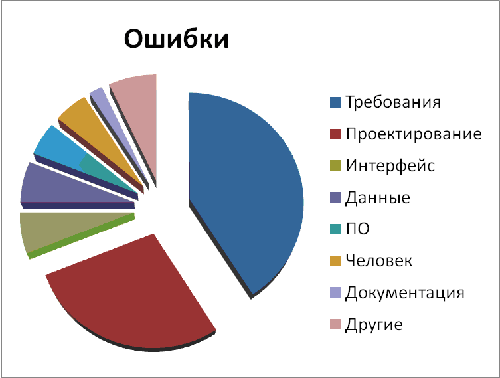 Ошибки
Требования
Проектирование
Интерфейс
Данные
ПО
Человек
Документация
Другие